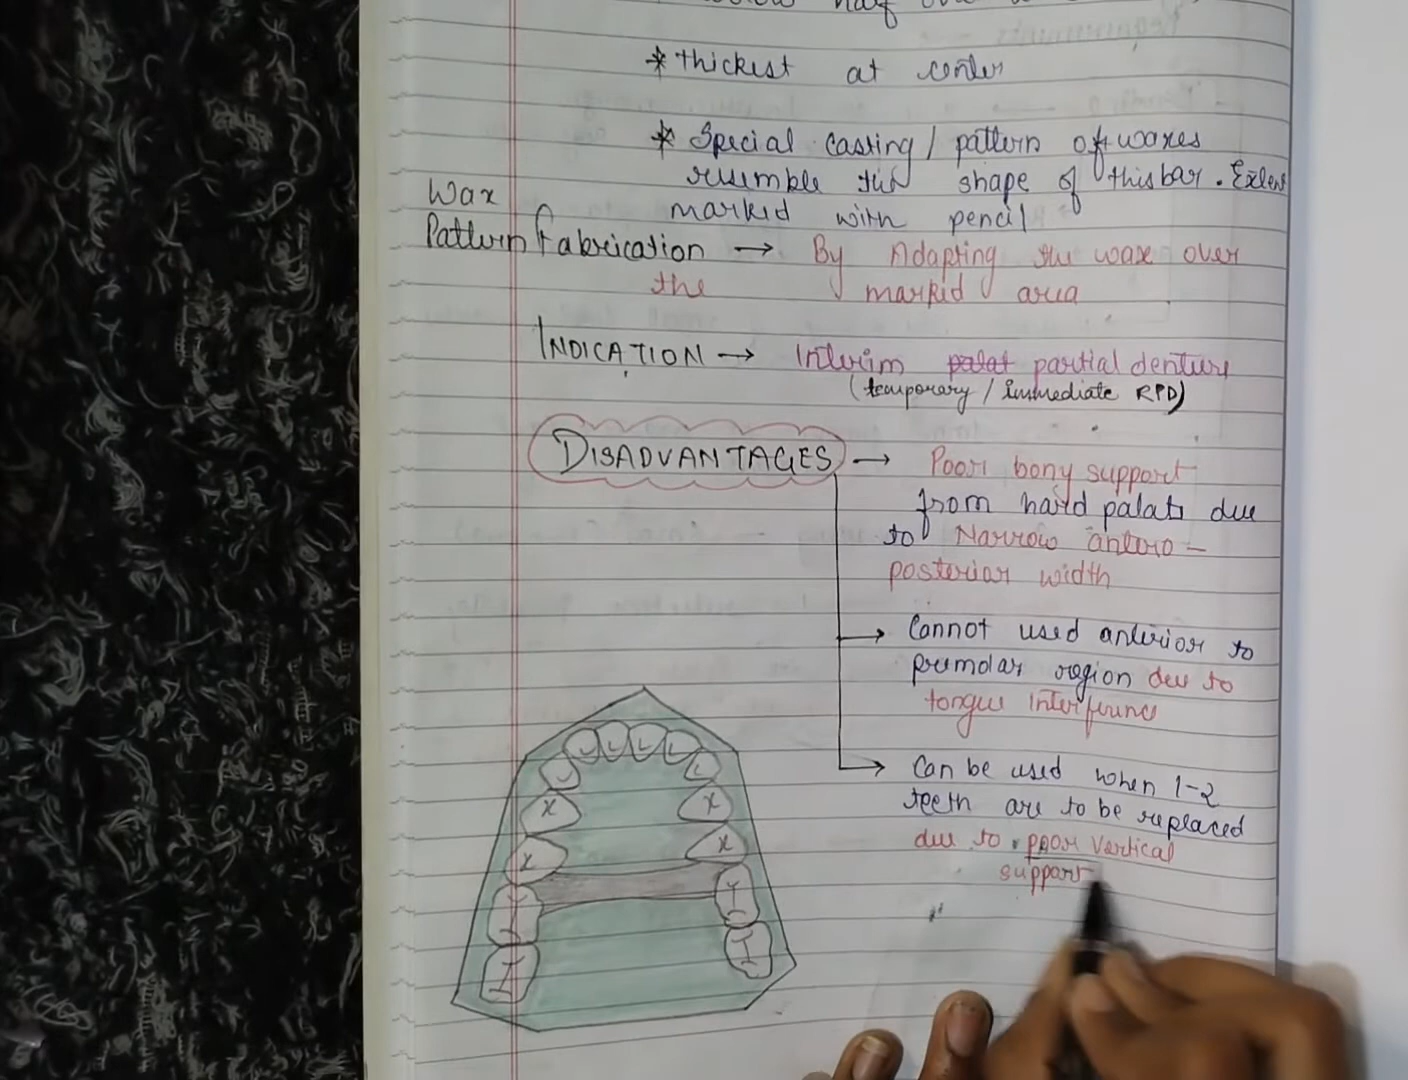 half
* thickest at center
* Special casting / pattern of waxes
resemble the shape of this bar. Exten
marked with pencil
Wax
Pattern fabrication → By Adapting the wax over
the marked area
INDICATION → Interim partial denture
(temporary / immediate RPD)
DISADVANTAGES → Poor bony support
from hard palate due
to Narrow antero -
posterior width
→ Cannot used anterior to
premolar region due to
tongue interference
→ Can be used when 1-2
teeth are to be replaced
due to poor vertical
support
x x
x x